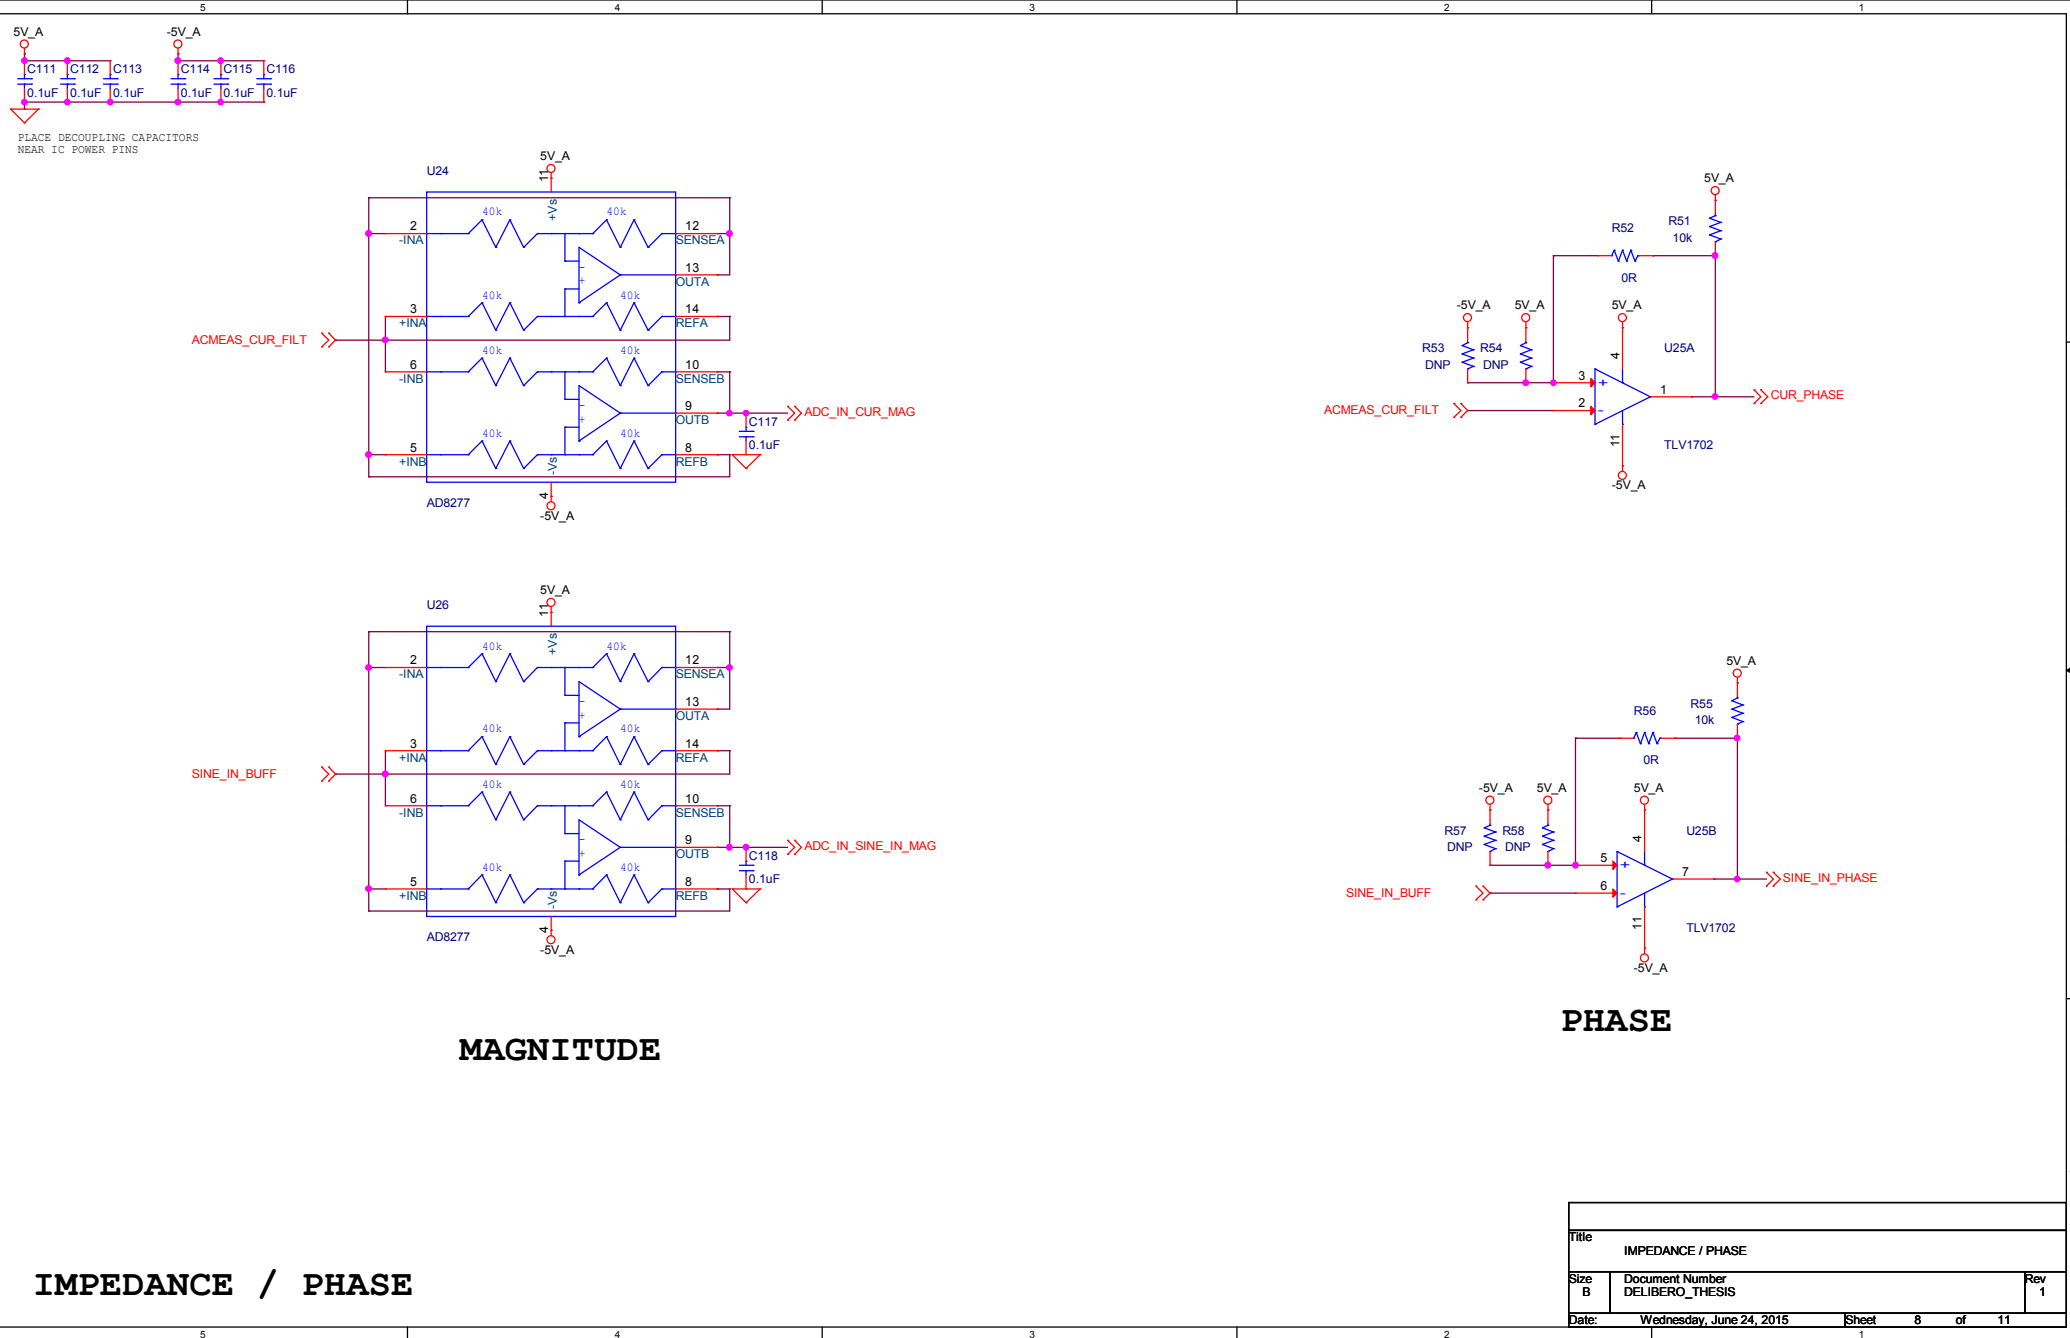 5 4 3 2 1
5V_A -5V_A
C111 C112 C113 C114 C115 C116
0.1uF 0.1uF 0.1uF 0.1uF 0.1uF 0.1uF
PLACE DECOUPLING CAPACITORS
NEAR IC POWER PINS
U24
5V_A
11
+Vs
40k 40k
2 12
-INA SENSEA
13
OUTA
- +
40k 40k
3 14
+INA REFA
ACMEAS_CUR_FILT
40k 40k
6 10
-INB SENSEB
9
OUTB
- +
ADC_IN_CUR_MAG
C117
0.1uF
40k 40k
5 8
+INB REFB
-Vs
4
AD8277
-5V_A
U26
5V_A
11
+Vs
40k 40k
2 12
-INA SENSEA
13
OUTA
- +
40k 40k
3 14
+INA REFA
SINE_IN_BUFF
40k 40k
6 10
-INB SENSEB
9
OUTB
- +
ADC_IN_SINE_IN_MAG
C118
0.1uF
40k 40k
5 8
+INB REFB
-Vs
4
AD8277
-5V_A
MAGNITUDE
5V_A
R51
10k
R52
0R
-5V_A 5V_A 5V_A
R53 R54
DNP DNP
4
U25A
3 +
2 -
1
ACMEAS_CUR_FILT
CUR_PHASE
11
TLV1702
-5V_A
5V_A
R55
10k
R56
0R
-5V_A 5V_A 5V_A
R57 R58
DNP DNP
4
U25B
5 +
6 -
7
SINE_IN_BUFF
SINE_IN_PHASE
11
TLV1702
-5V_A
PHASE
IMPEDANCE / PHASE
Title
IMPEDANCE / PHASE
Size Document Number Rev
B DELIBERO_THESIS 1
Date: Wednesday, June 24, 2015 Sheet 8 of 11
5 4 3 2 1